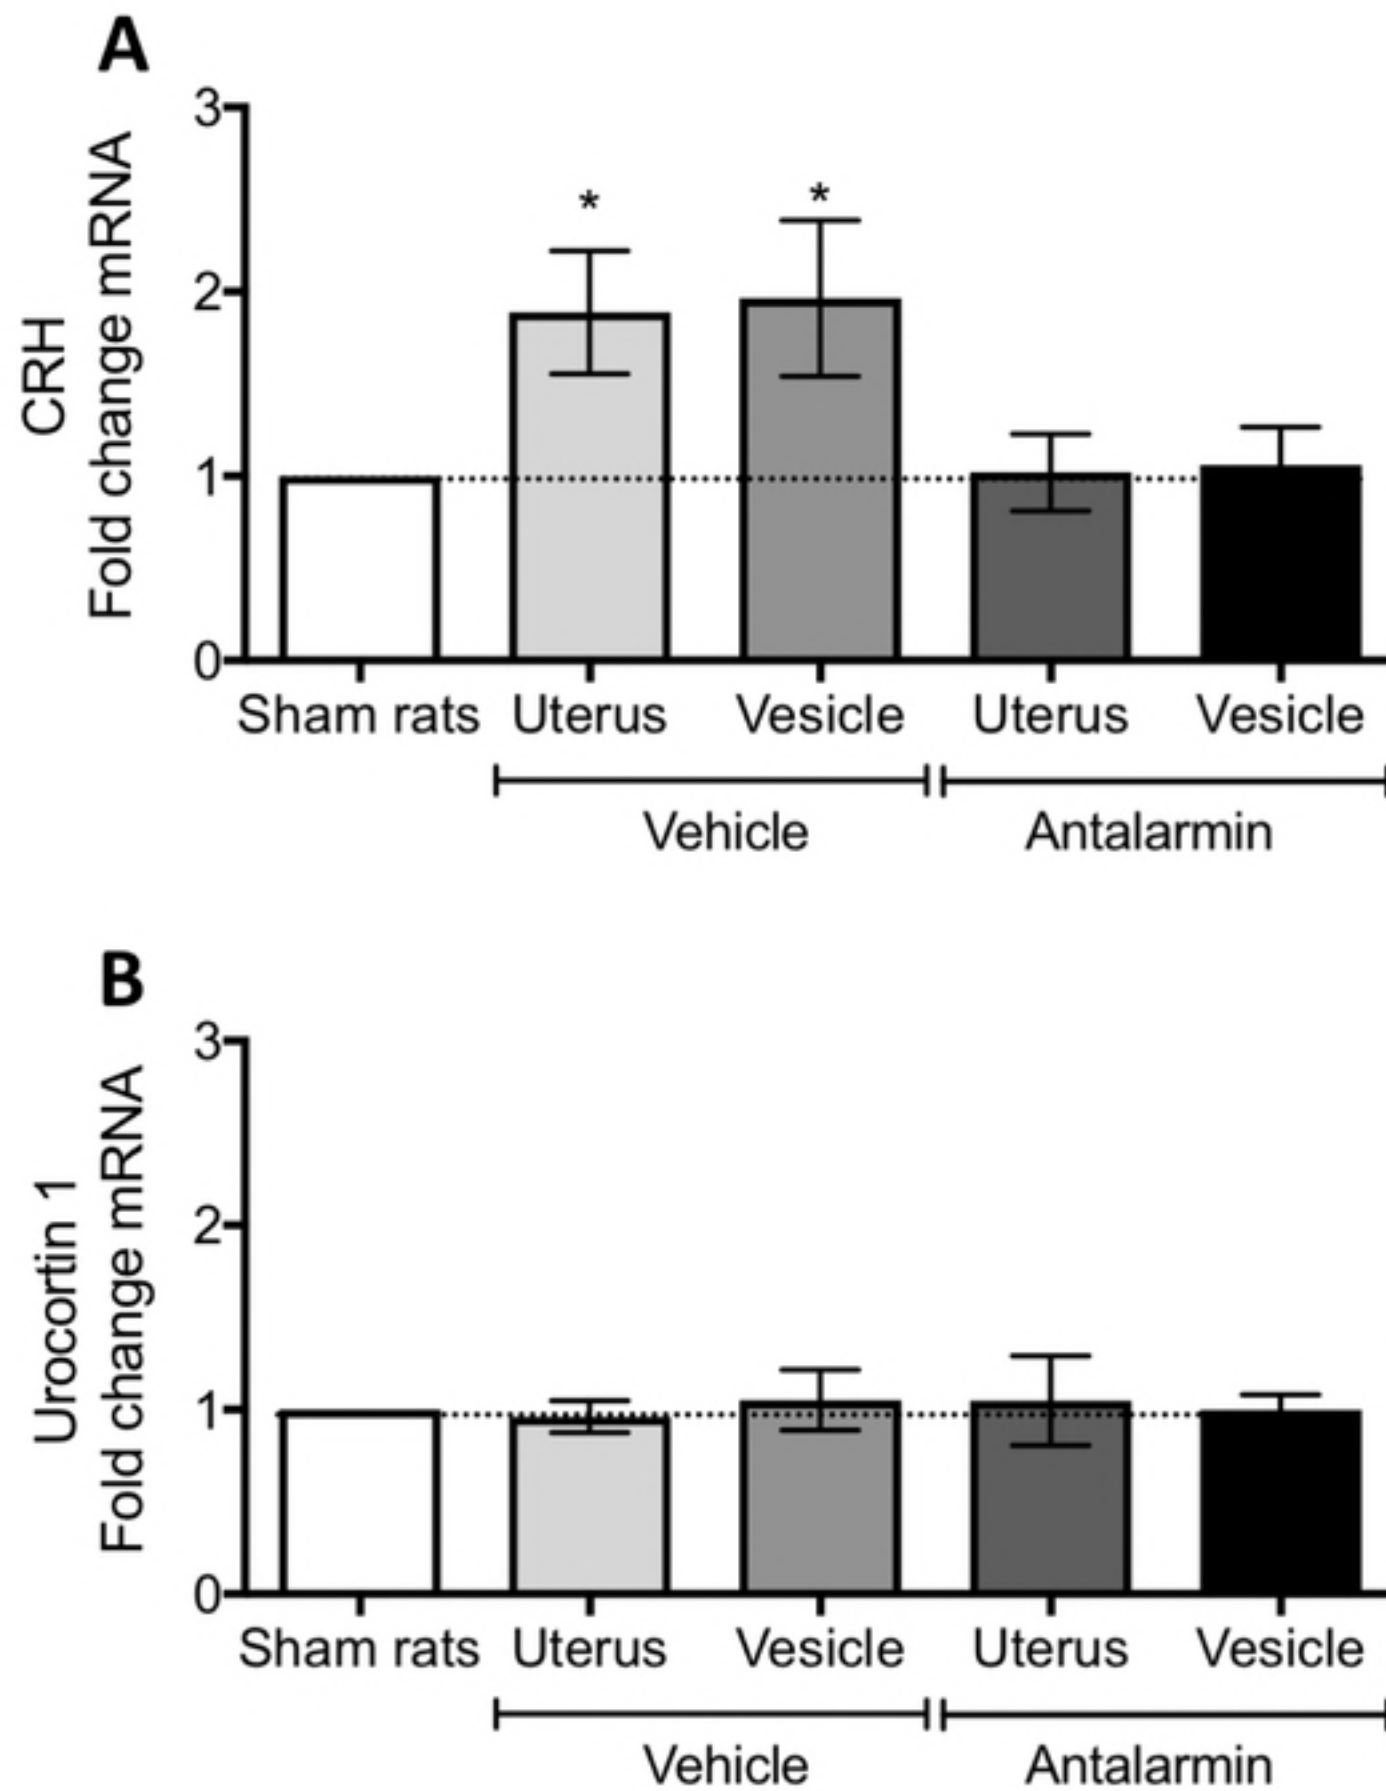 A
CRH
Fold change mRNA
3
2
1
0
* *
Sham rats Uterus Vesicle Uterus Vesicle
Vehicle Antalarmin
B
Urocortin 1
Fold change mRNA
3
2
1
0
Sham rats Uterus Vesicle Uterus Vesicle
Vehicle Antalarmin